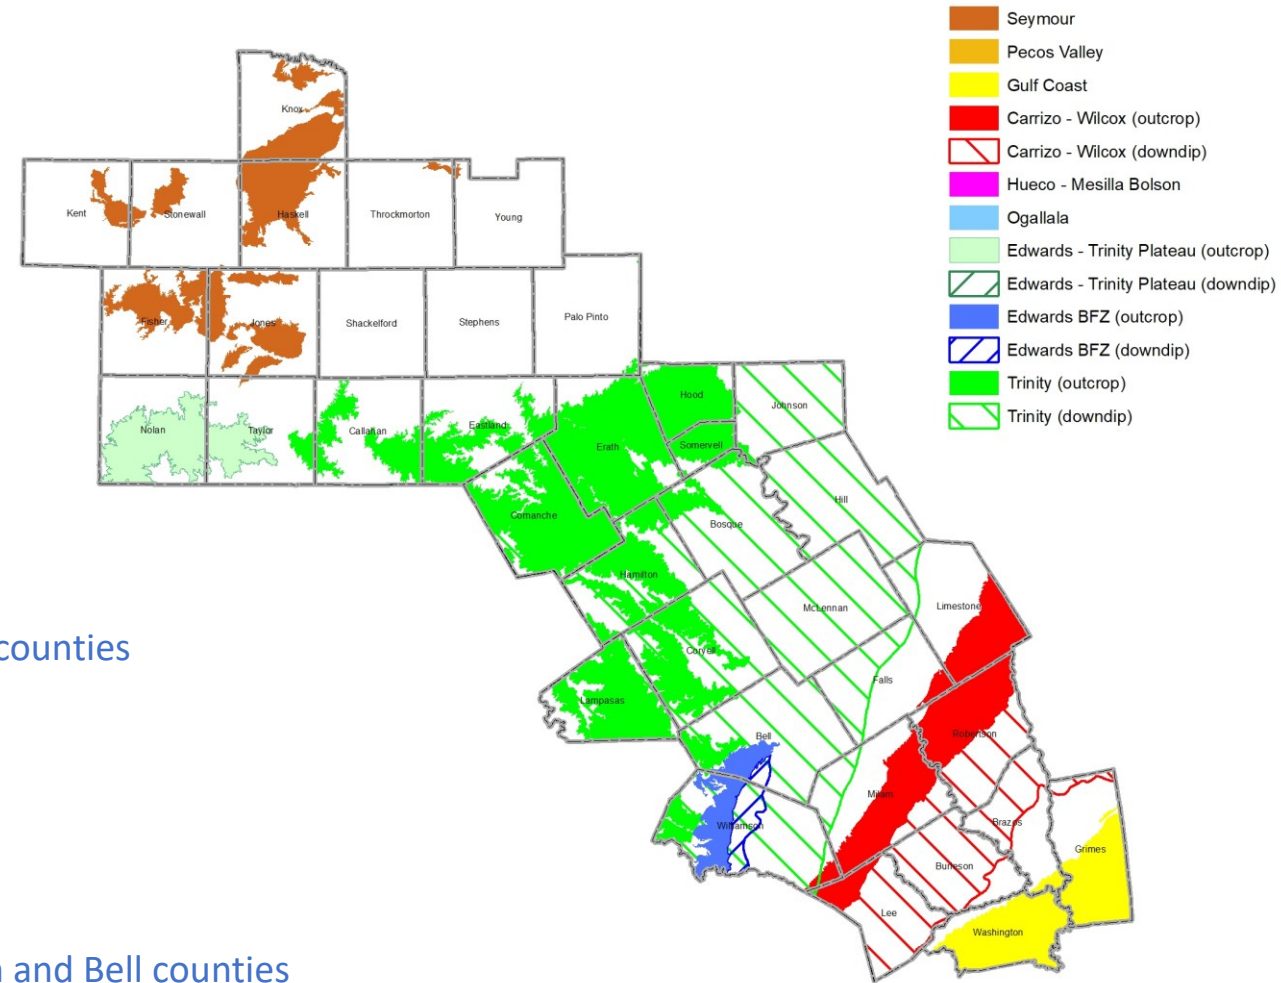 Seymour
Pecos Valley
Gulf Coast
Carrizo - Wilcox (outcrop)
Carrizo - Wilcox (downdip)
Hueco - Mesilla Bolson
Ogallala
Edwards - Trinity Plateau (outcrop)
Edwards - Trinity Plateau (downdip)
Edwards BFZ (outcrop)
Edwards BFZ (downdip)
Trinity (outcrop)
Trinity (downdip)
Knox
Kent
Stonewall
Haskell
Throckmorton
Young
Fisher
Jones
Shackelford
Stephens
Palo Pinto
Nolan
Taylor
Callahan
Eastland
Erath
Hood
Johnson
Somervell
Comanche
Bosque
Hill
Hamilton
McLennan
Limestone
counties
Coryell
Falls
Lampasas
Bell
Robertson
Milam
Williamson
Brazos
Grimes
Burleson
Lee
Washington
and Bell counties